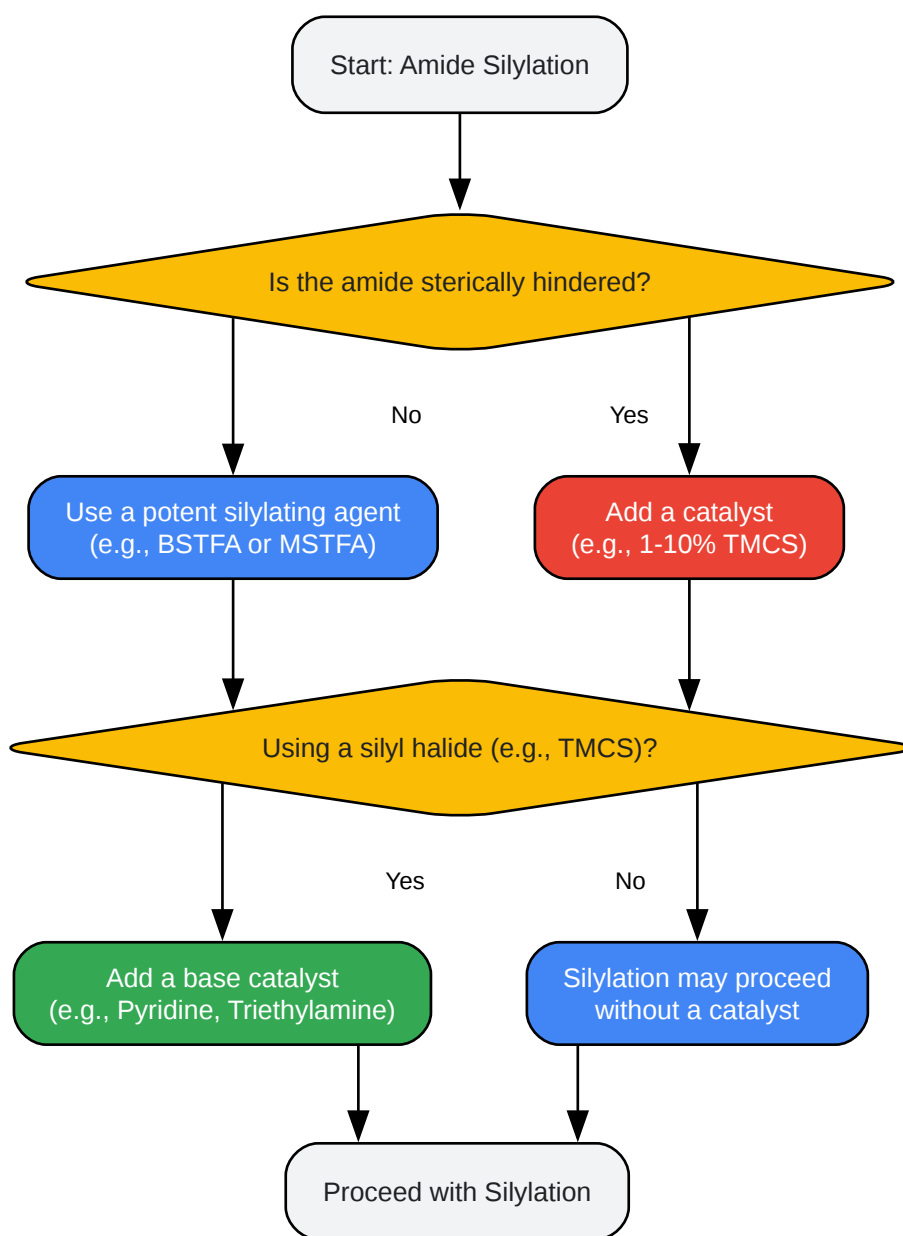 Start: Amide Silylation
Is the amide sterically hindered?
No
Yes
Use a potent silylating agent
(e.g., BSTFA or MSTFA)
Add a catalyst
(e.g., 1-10% TMCS)
Using a silyl halide (e.g., TMCS)?
Yes
No
Add a base catalyst
(e.g., Pyridine, Triethylamine)
Silylation may proceed
without a catalyst
Proceed with Silylation